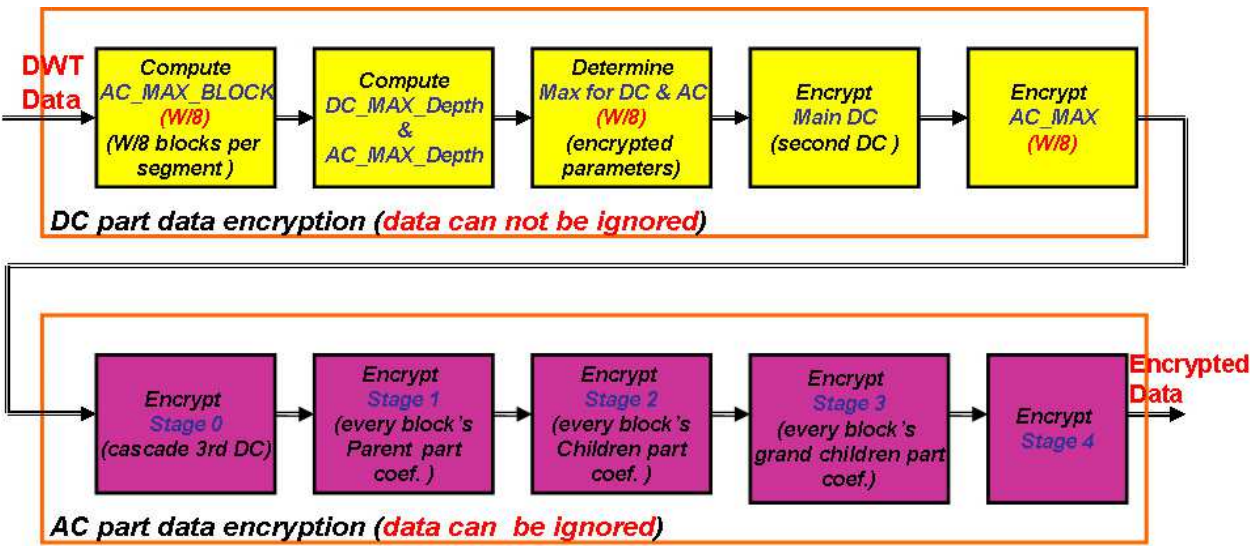 DWT
Data
Compute
AC_MAX_BLOCK
(W/8)
(W/8 blocks per
segment )
Compute
DC_MAX_Depth
&
AC_MAX_Depth
Determine
Max for DC & AC
(W/8)
(encrypted
parameters)
Encrypt
Main DC
(second DC )
Encrypt
AC_MAX
(W/8)
DC part data encryption (data can not be ignored)
Encrypt
Stage 0
(cascade 3rd DC)
Encrypt
Stage 1
(every block's
Parent part
coef. )
Encrypt
Stage 2
(every block's
Children part
coef. )
Encrypt
Stage 3
(every block's
grand children part
coef.)
Encrypt
Stage 4
Encrypted
Data
AC part data encryption (data can be ignored)